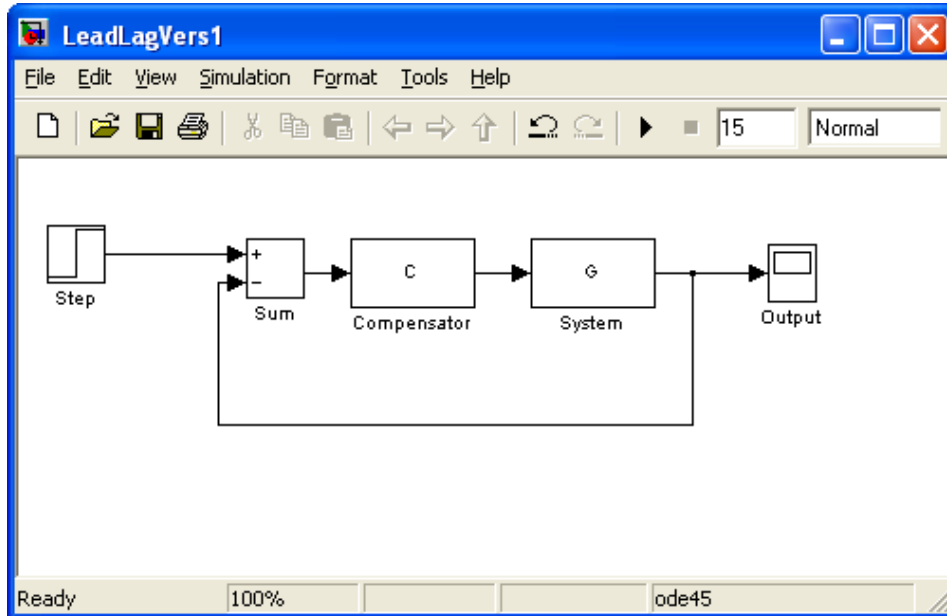 LeadLagVers1
File Edit View Simulation Format Tools Help
15 Normal
+
−
C
G
Step
Sum
Compensator
System
Output
Ready 100% ode45